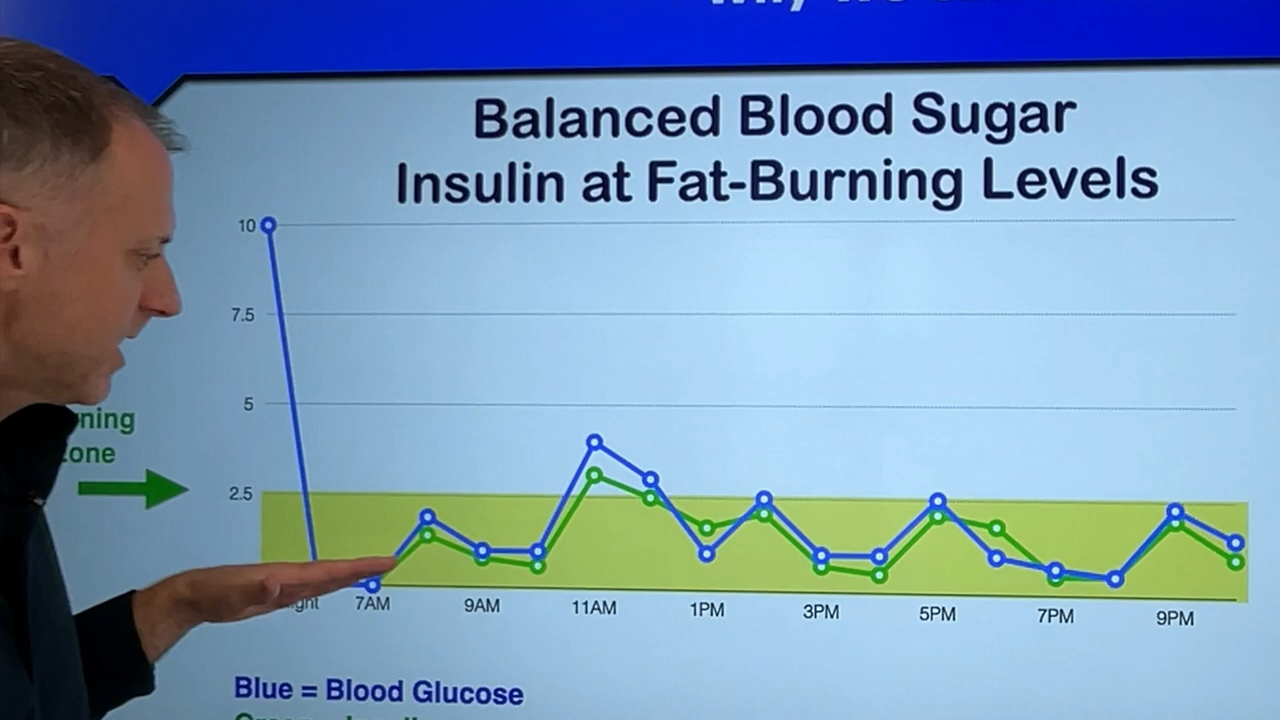 Balanced Blood Sugar
Insulin at Fat-Burning Levels
10
7.5
5
2.5
7AM
9AM
11AM
1PM
3PM
5PM
7PM
9PM
Blue = Blood Glucose